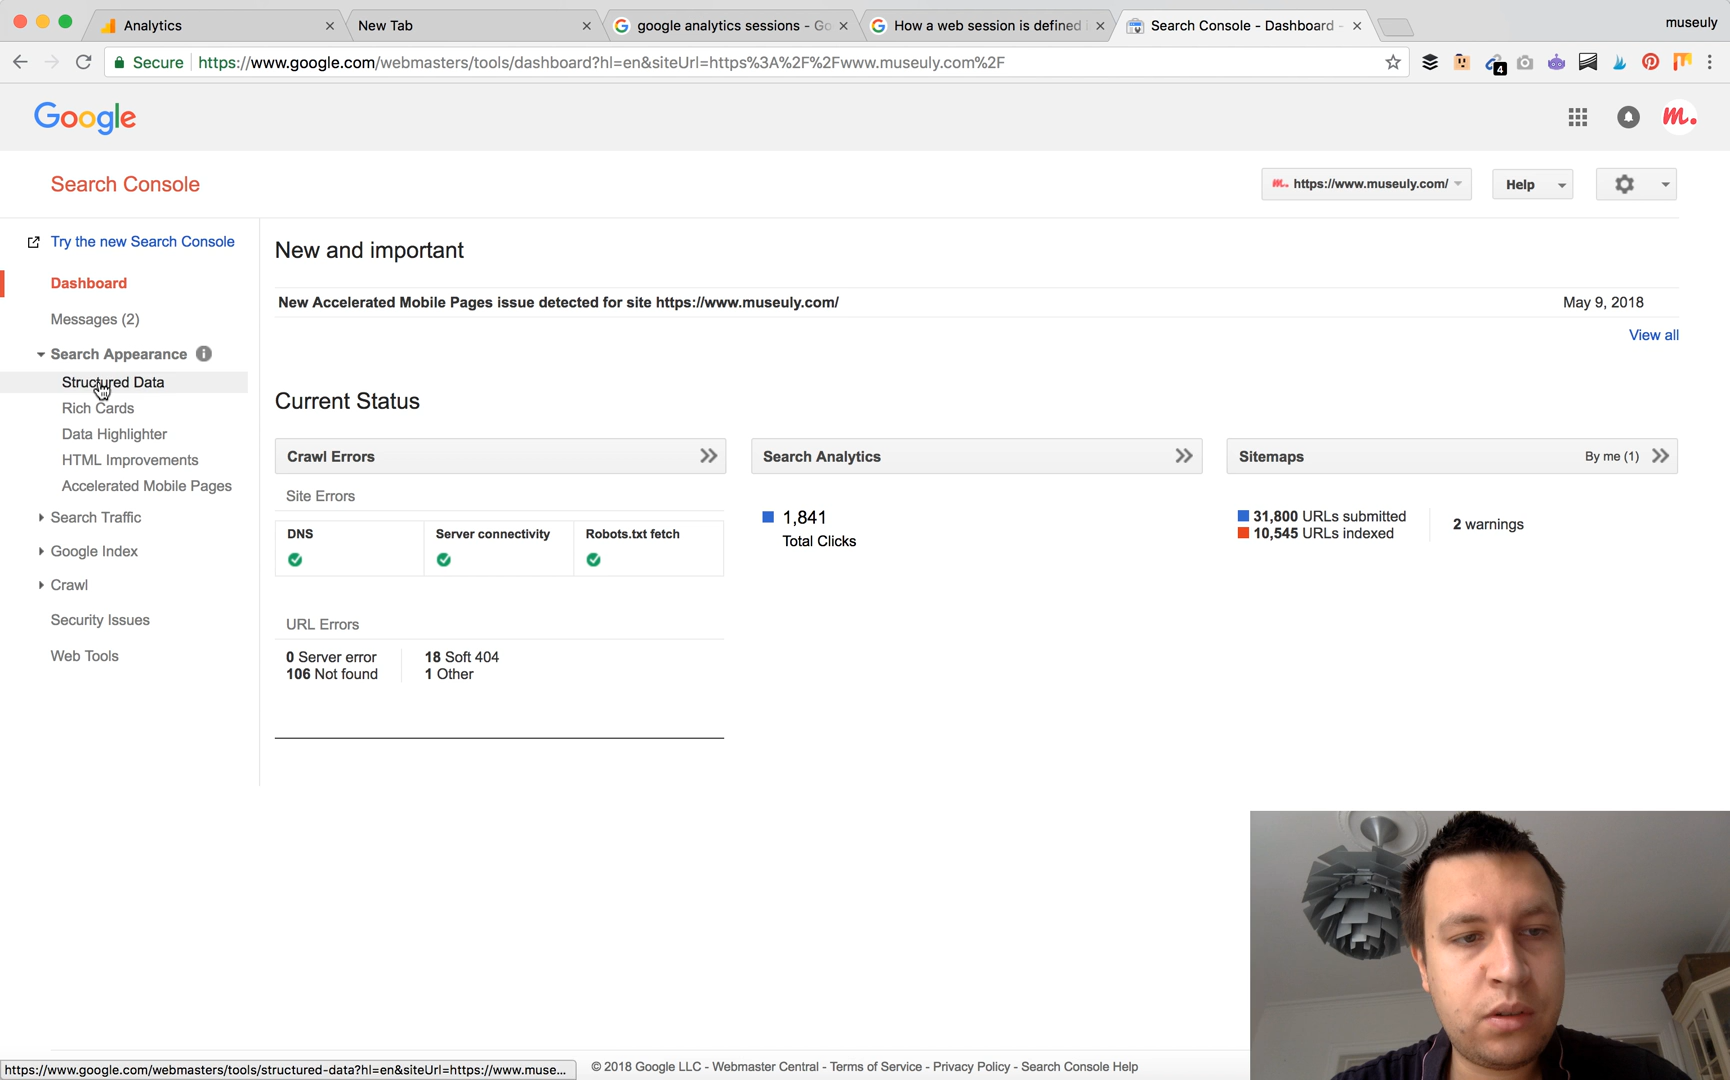 Analytics
New Tab
google analytics sessions - Go
How a web session is defined i
Search Console - Dashboard -
museuly
Secure
https://www.google.com/webmasters/tools/dashboard?hl=en&siteUrl=https%3A%2F%2Fwww.museuly.com%2F
4
Google
m.
Search Console
m. https://www.museuly.com/
Help
Try the new Search Console
Dashboard
Messages (2)
Search Appearance i
Structured Data
Rich Cards
Data Highlighter
HTML Improvements
Accelerated Mobile Pages
Search Traffic
Google Index
Crawl
Security Issues
Web Tools
New and important
New Accelerated Mobile Pages issue detected for site https://www.museuly.com/
May 9, 2018
View all
Current Status
Crawl Errors
Site Errors
DNS
Server connectivity
Robots.txt fetch
URL Errors
0 Server error
106 Not found
18 Soft 404
1 Other
Search Analytics
1,841
Total Clicks
Sitemaps
By me (1)
31,800 URLs submitted
10,545 URLs indexed
2 warnings
https://www.google.com/webmasters/tools/structured-data?hl=en&siteUrl=https://www.muse...
© 2018 Google LLC - Webmaster Central - Terms of Service - Privacy Policy - Search Console Help